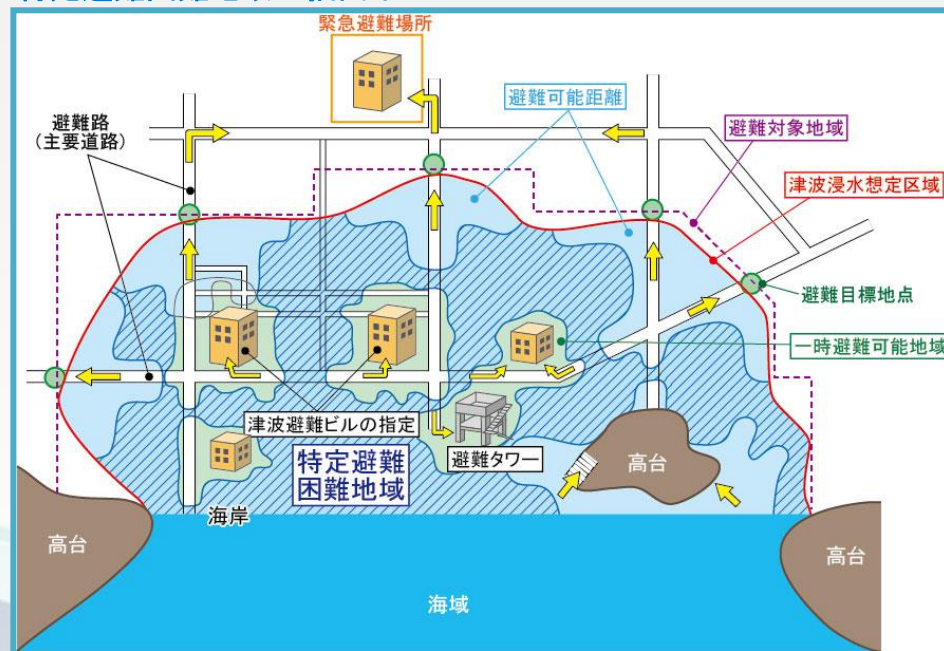 緊急避難場所
避難可能距離
避難路
(主要道路)
避難対象地域
津波浸水想定区域
避難目標地点
一時避難可能地域
津波避難ビルの指定
特定避難
困難地域
避難タワー
高台
海岸
高台
高台
海域